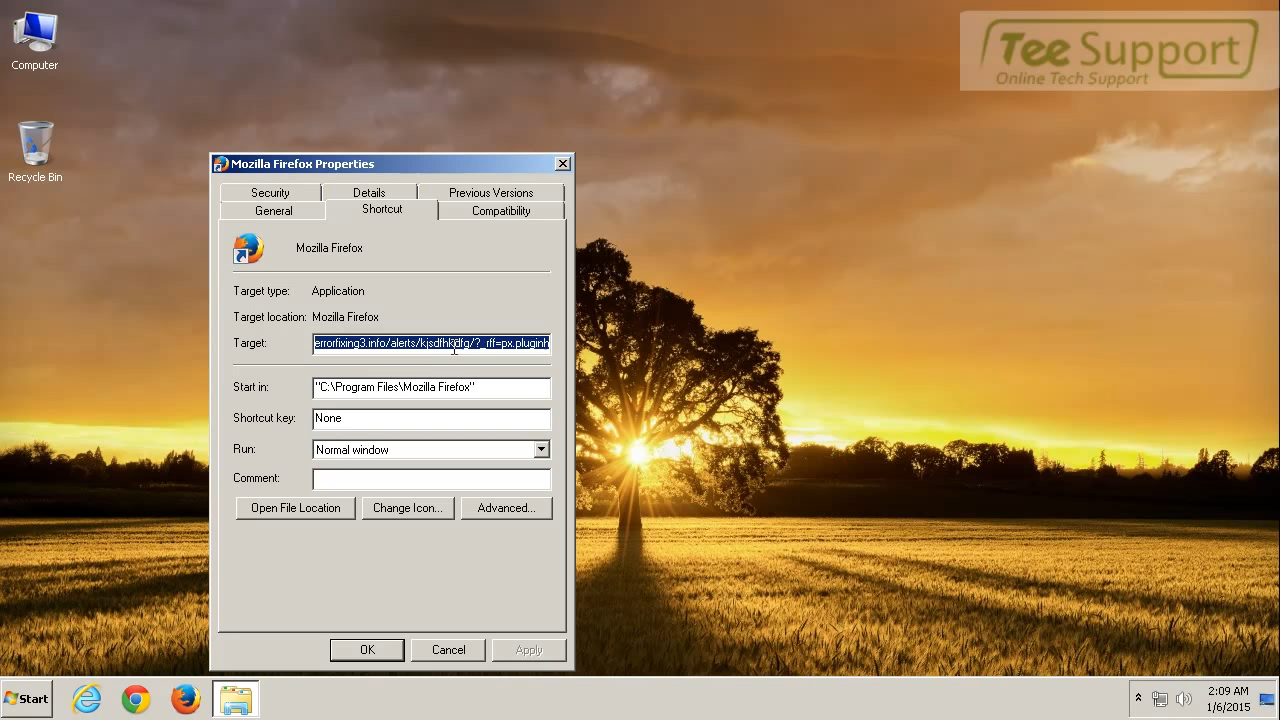 Computer
Recycle Bin
Tee Support
Online Tech Support
Mozilla Firefox Properties
Security Details Previous Versions
General Shortcut Compatibility
Mozilla Firefox
Target type: Application
Target location: Mozilla Firefox
Target: errorfixing3.info/alerts/kjsdfhkdfrg/?_rff=px.pluginh
Start in: "C:\Program Files\Mozilla Firefox"
Shortcut key: None
Run: Normal window
Comment:
Open File Location Change Icon... Advanced...
OK Cancel Apply
Start
2:09 AM
1/6/2015